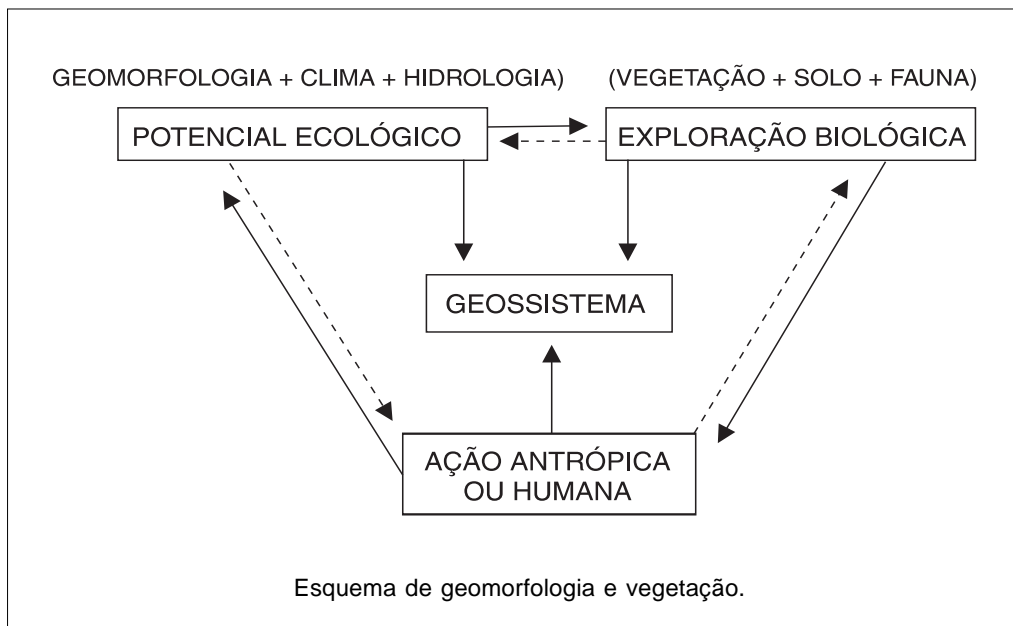 GEOMORFOLOGIA + CLIMA + HIDROLOGIA)
(VEGETAÇÃO + SOLO + FAUNA)
POTENCIAL ECOLÓGICO
EXPLORAÇÃO BIOLÓGICA
GEOSSISTEMA
AÇÃO ANTRÓPICA
OU HUMANA
Esquema de geomorfologia e vegetação.